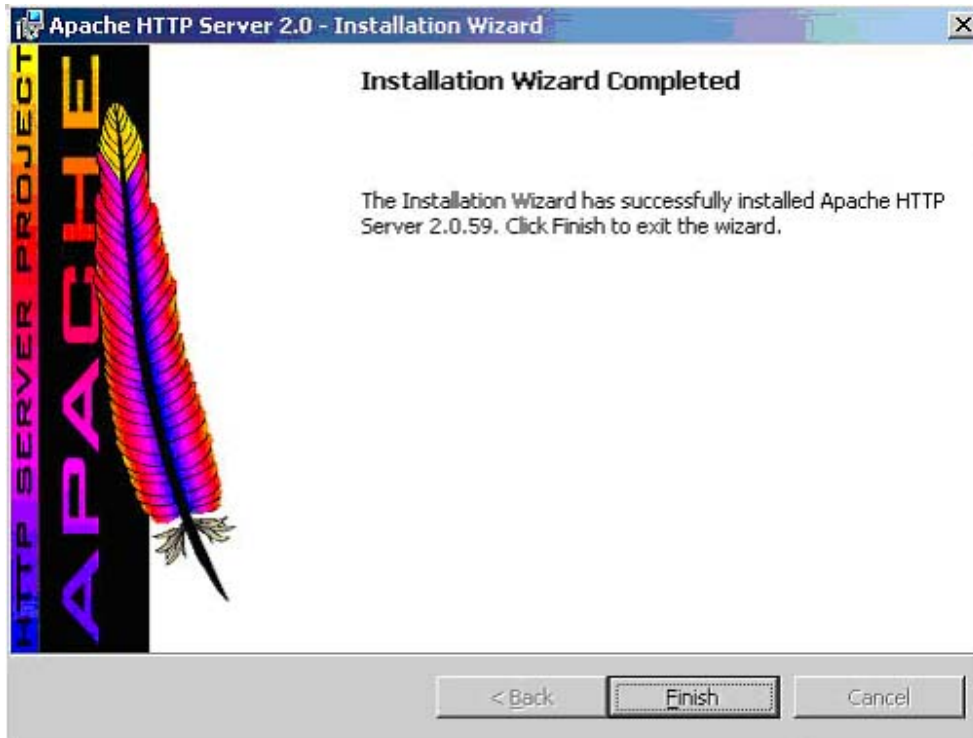 Apache HTTP Server 2.0 - Installation Wizard
HTTP SERVER PROJECT
APACHE
Installation Wizard Completed
The Installation Wizard has successfully installed Apache HTTP
Server 2.0.59. Click Finish to exit the wizard.
< Back
Finish
Cancel